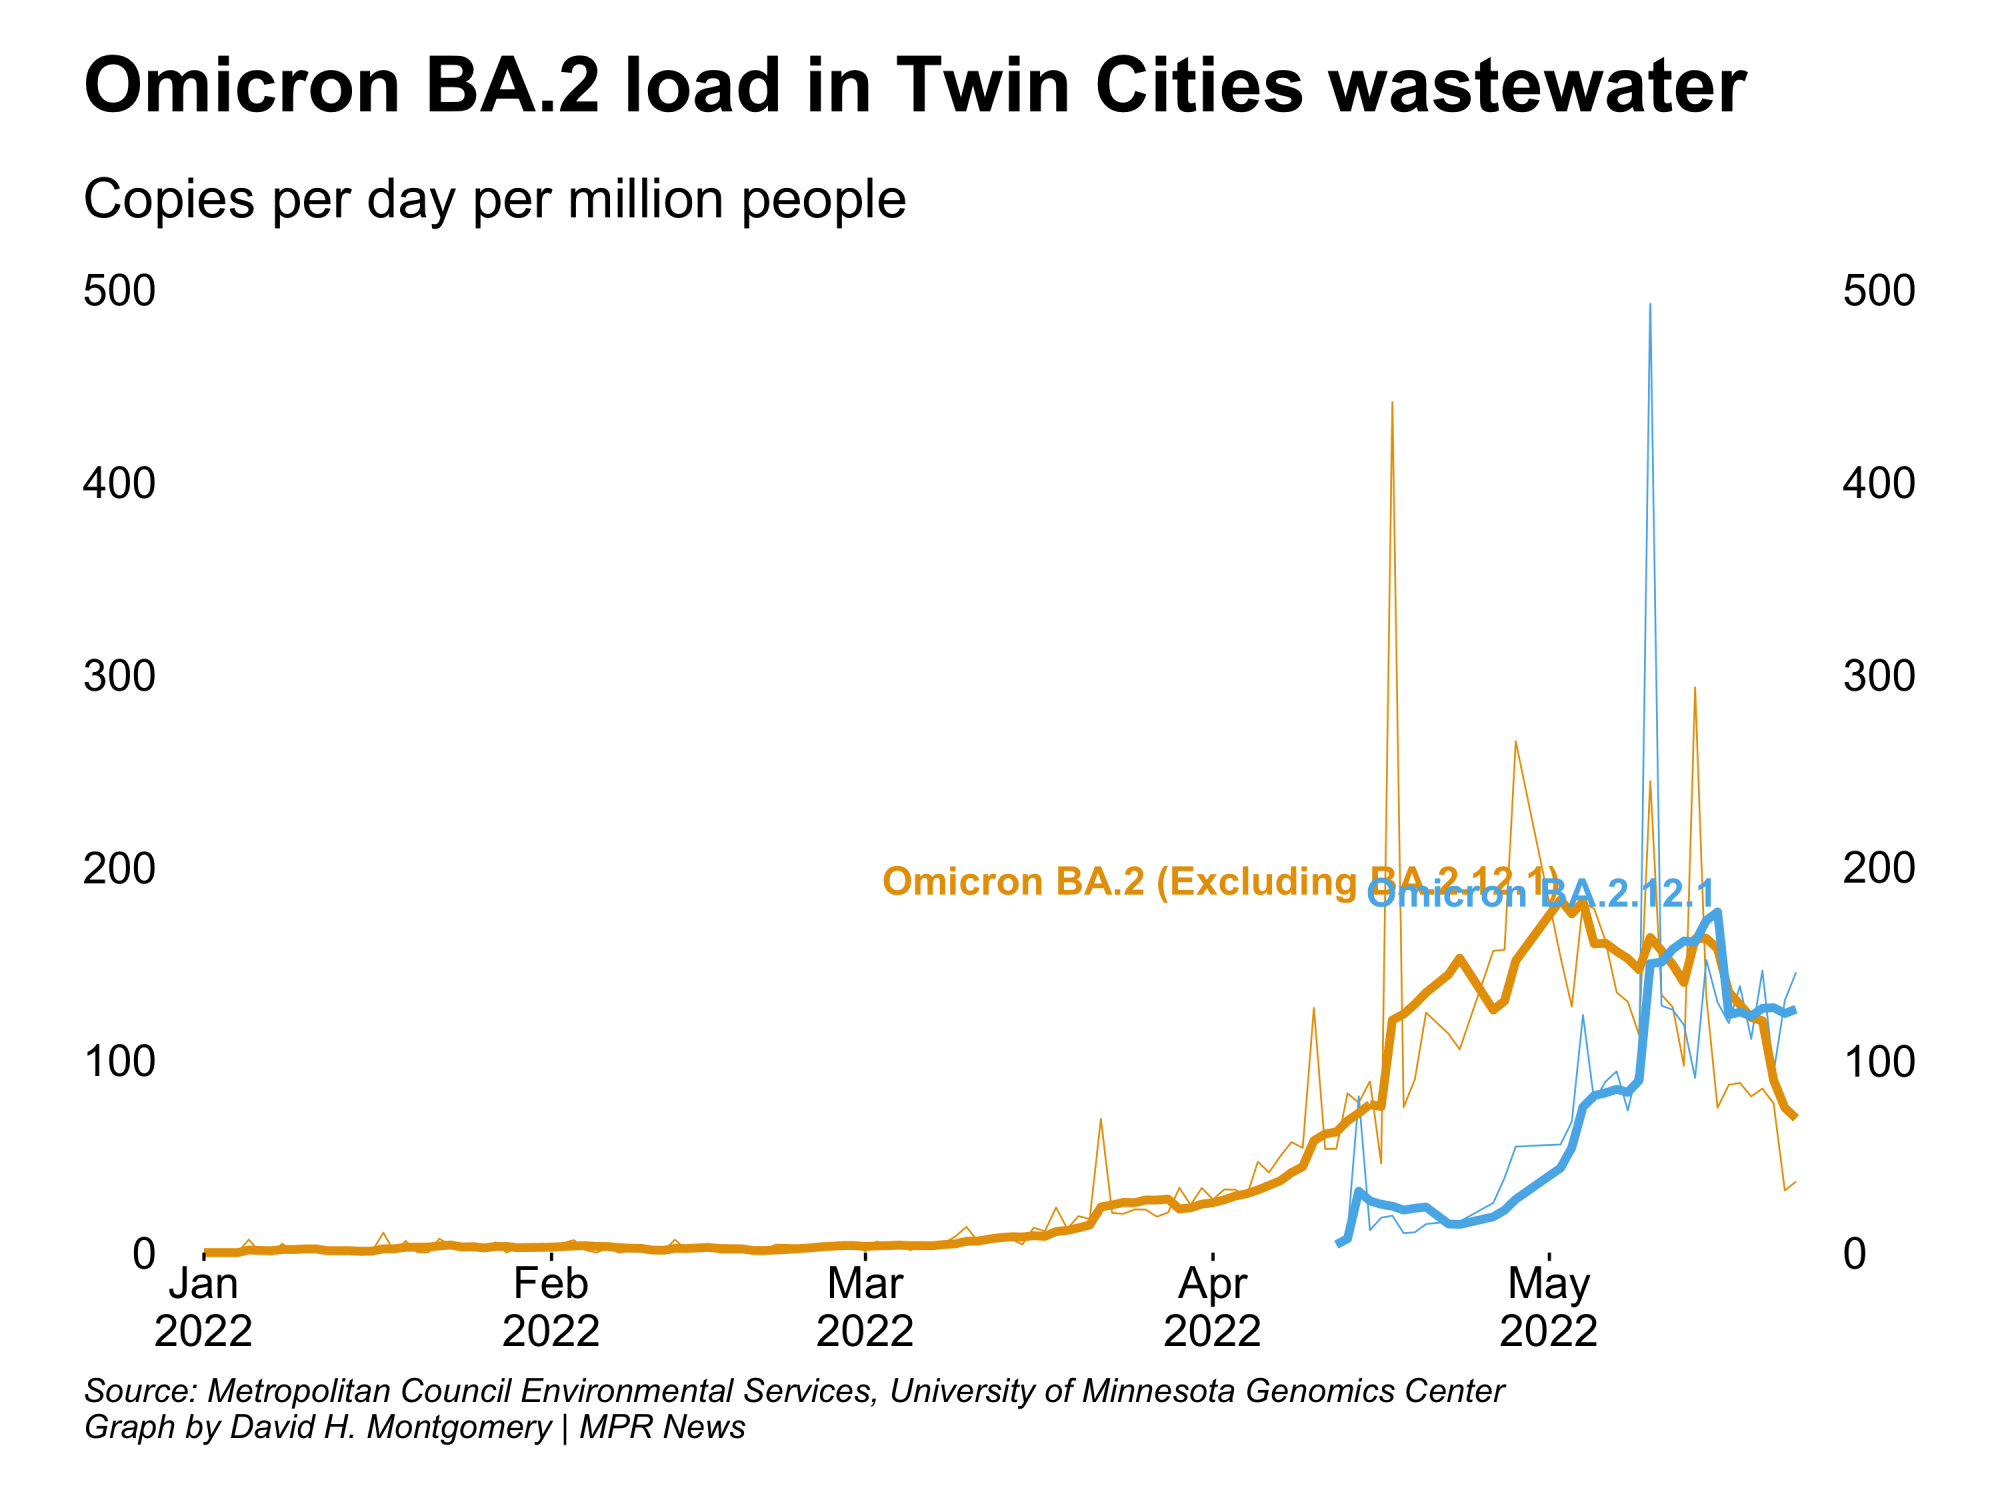 Omicron BA.2 load in Twin Cities wastewater
Copies per day per million people
500 500
400 400
300 300
200 200
Omicron BA.2 (Excluding BA.2.12.1)
Omicron BA.2.12.1
100 100
0 0
Jan Feb Mar Apr May
2022 2022 2022 2022 2022
Source: Metropolitan Council Environmental Services, University of Minnesota Genomics Center
Graph by David H. Montgomery | MPR News